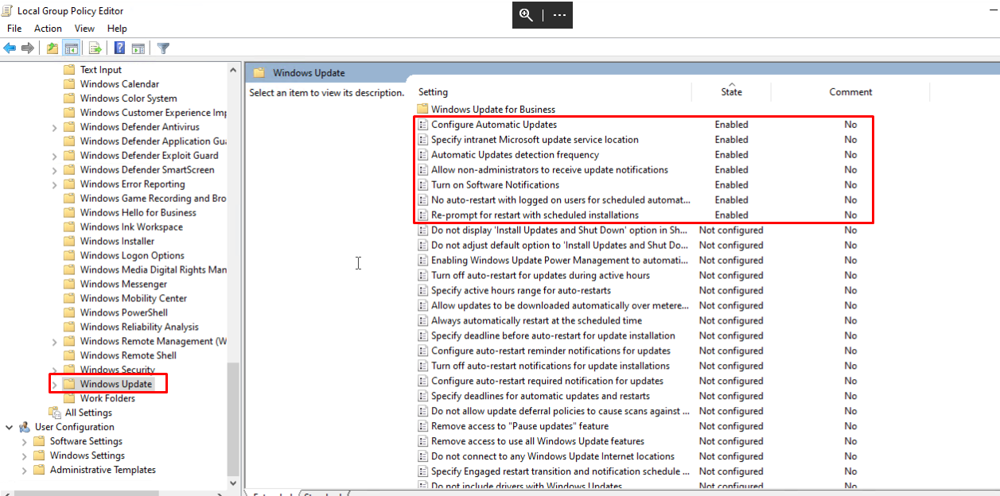 Local Group Policy Editor
File Action View Help
Text Input
Windows Calendar
Windows Color System
Windows Customer Experience Imp
Windows Defender Antivirus
Windows Defender Application Gua
Windows Defender Exploit Guard
Windows Defender SmartScreen
Windows Error Reporting
Windows Game Recording and Bro
Windows Hello for Business
Windows Ink Workspace
Windows Installer
Windows Logon Options
Windows Media Digital Rights Man
Windows Messenger
Windows Mobility Center
Windows PowerShell
Windows Reliability Analysis
Windows Remote Management (W
Windows Remote Shell
Windows Security
Windows Update
Work Folders
All Settings
User Configuration
Software Settings
Windows Settings
Administrative Templates
Windows Update
Select an item to view its description.
Setting State Comment
Windows Update for Business
Configure Automatic Updates Enabled No
Specify intranet Microsoft update service location Enabled No
Automatic Updates detection frequency Enabled No
Allow non-administrators to receive update notifications Enabled No
Turn on Software Notifications Enabled No
No auto-restart with logged on users for scheduled automat... Enabled No
Re-prompt for restart with scheduled installations Enabled No
Do not display 'Install Updates and Shut Down' option in Sh... Not configured No
Do not adjust default option to 'Install Updates and Shut Do... Not configured No
Enabling Windows Update Power Management to automati... Not configured No
Turn off auto-restart for updates during active hours Not configured No
Specify active hours range for auto-restarts Not configured No
Allow updates to be downloaded automatically over metere... Not configured No
Always automatically restart at the scheduled time Not configured No
Specify deadline before auto-restart for update installation Not configured No
Configure auto-restart reminder notifications for updates Not configured No
Turn off auto-restart notifications for update installations Not configured No
Configure auto-restart required notification for updates Not configured No
Specify deadlines for automatic updates and restarts Not configured No
Do not allow update deferral policies to cause scans against ... Not configured No
Remove access to "Pause updates" feature Not configured No
Remove access to use all Windows Update features Not configured No
Do not connect to any Windows Update Internet locations Not configured No
Specify Engaged restart transition and notification schedule ... Not configured No
Do not include drivers with Windows Updates Not configured No